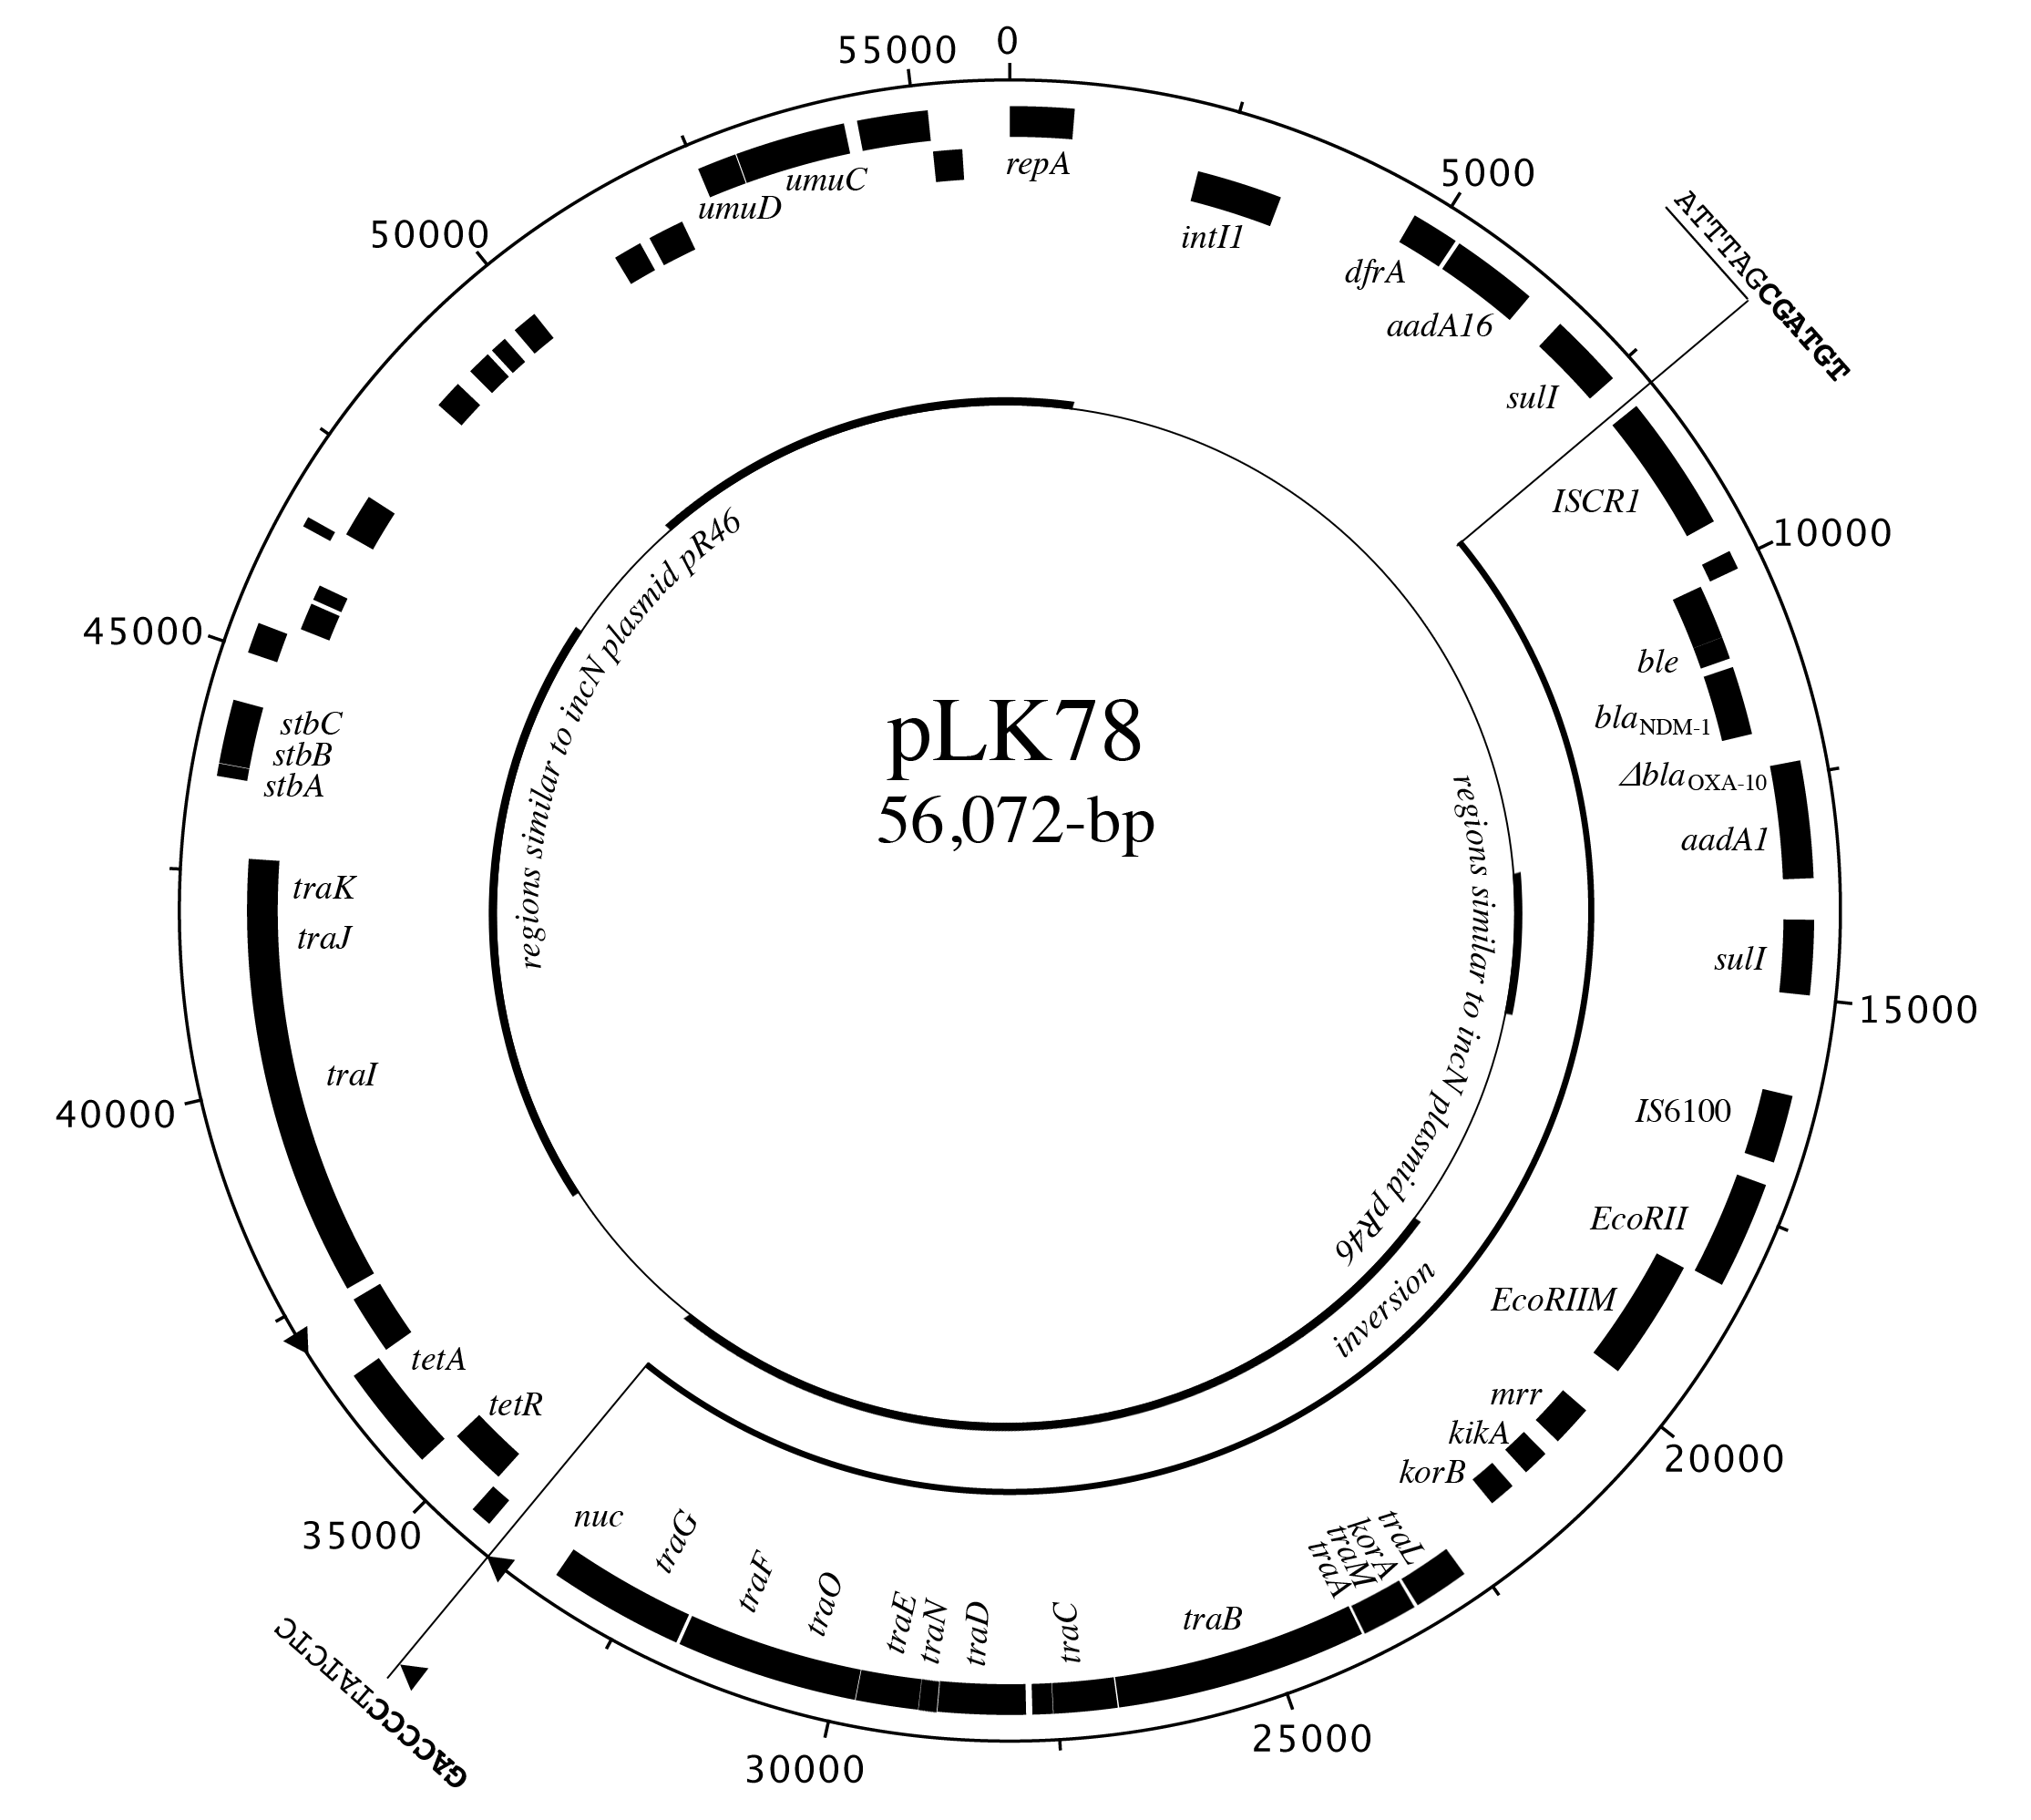 0
55000
5000
50000
45000
40000
35000
30000
25000
20000
15000
10000
repA
intI1
dfrA
aadA16
sulI
ATTTAGCGATGT
ISCR1
ble
blaNDM-1
ΔblaOXA-10
aadA1
sulI
IS6100
EcoRII
EcoRIIM
mrr
kikA
korB
traL
korA
traM
traA
traB
traC
traD
traN
traE
traO
traF
traG
nuc
GACCCCTATCTC
tetR
tetA
traI
traJ
traK
stbA
stbB
stbC
umuD
umuC
pLK78
56,072-bp
regions similar to incN plasmid pR46
regions similar to incN plasmid pR46
inversion